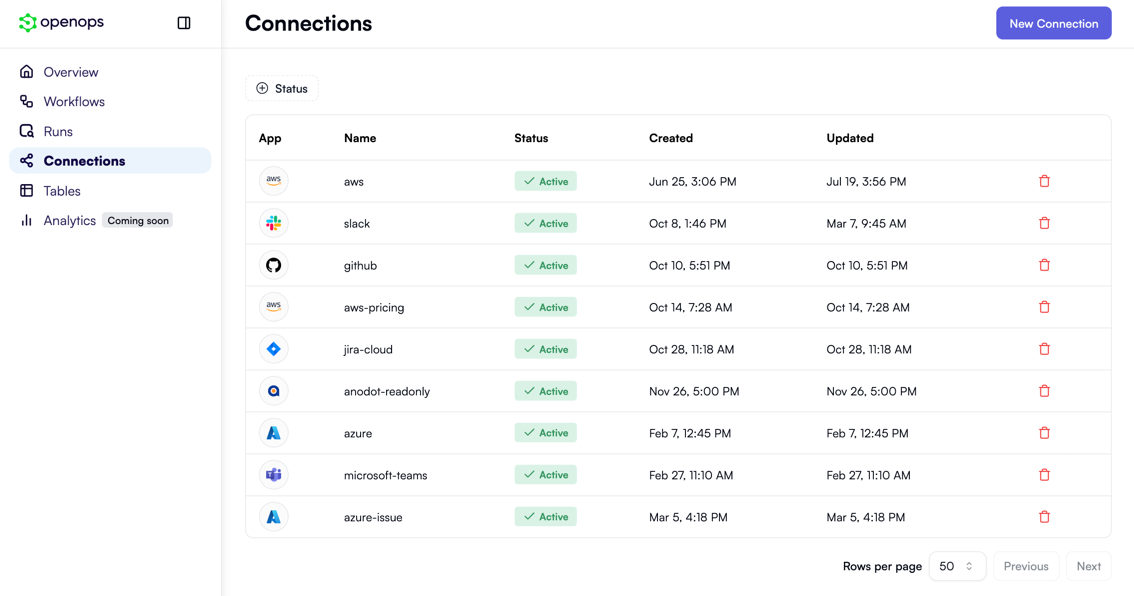 openops
Connections
New Connection
Overview
Workflows
Runs
Connections
Tables
Analytics Coming soon
Status
App Name Status Created Updated
aws aws Active Jun 25, 3:06 PM Jul 19, 3:56 PM
slack Active Oct 8, 1:46 PM Mar 7, 9:45 AM
github Active Oct 10, 5:51 PM Oct 10, 5:51 PM
aws aws-pricing Active Oct 14, 7:28 AM Oct 14, 7:28 AM
jira-cloud Active Oct 28, 11:18 AM Oct 28, 11:18 AM
anodot-readonly Active Nov 26, 5:00 PM Nov 26, 5:00 PM
azure Active Feb 7, 12:45 PM Feb 7, 12:45 PM
microsoft-teams Active Feb 27, 11:10 AM Feb 27, 11:10 AM
azure-issue Active Mar 5, 4:18 PM Mar 5, 4:18 PM
Rows per page 50 Previous Next